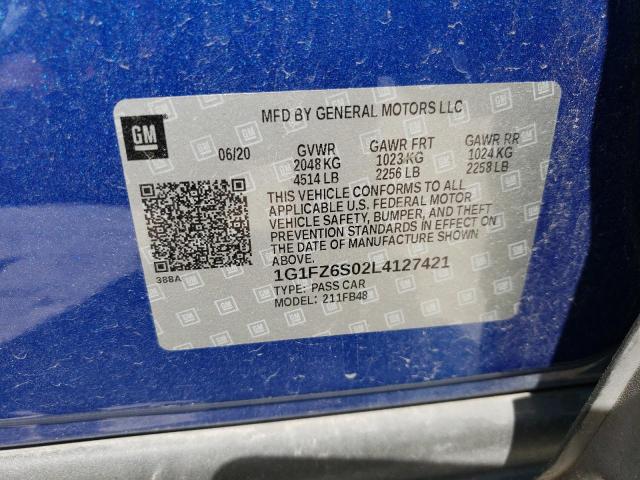 MFD BY GENERAL MOTORS LLC
GM
06/20 GVWR GAWR FRT GAWR RR
2048 KG 1023 KG 1024 KG
4514 LB 2256 LB 2258 LB
THIS VEHICLE CONFORMS TO ALL
APPLICABLE U.S. FEDERAL MOTOR
VEHICLE SAFETY, BUMPER, AND THEFT
PREVENTION STANDARDS IN EFFECT ON
THE DATE OF MANUFACTURE SHOWN
ABOVE.
388A
1G1FZ6S02L4127421
TYPE: PASS CAR
MODEL: 211FB48